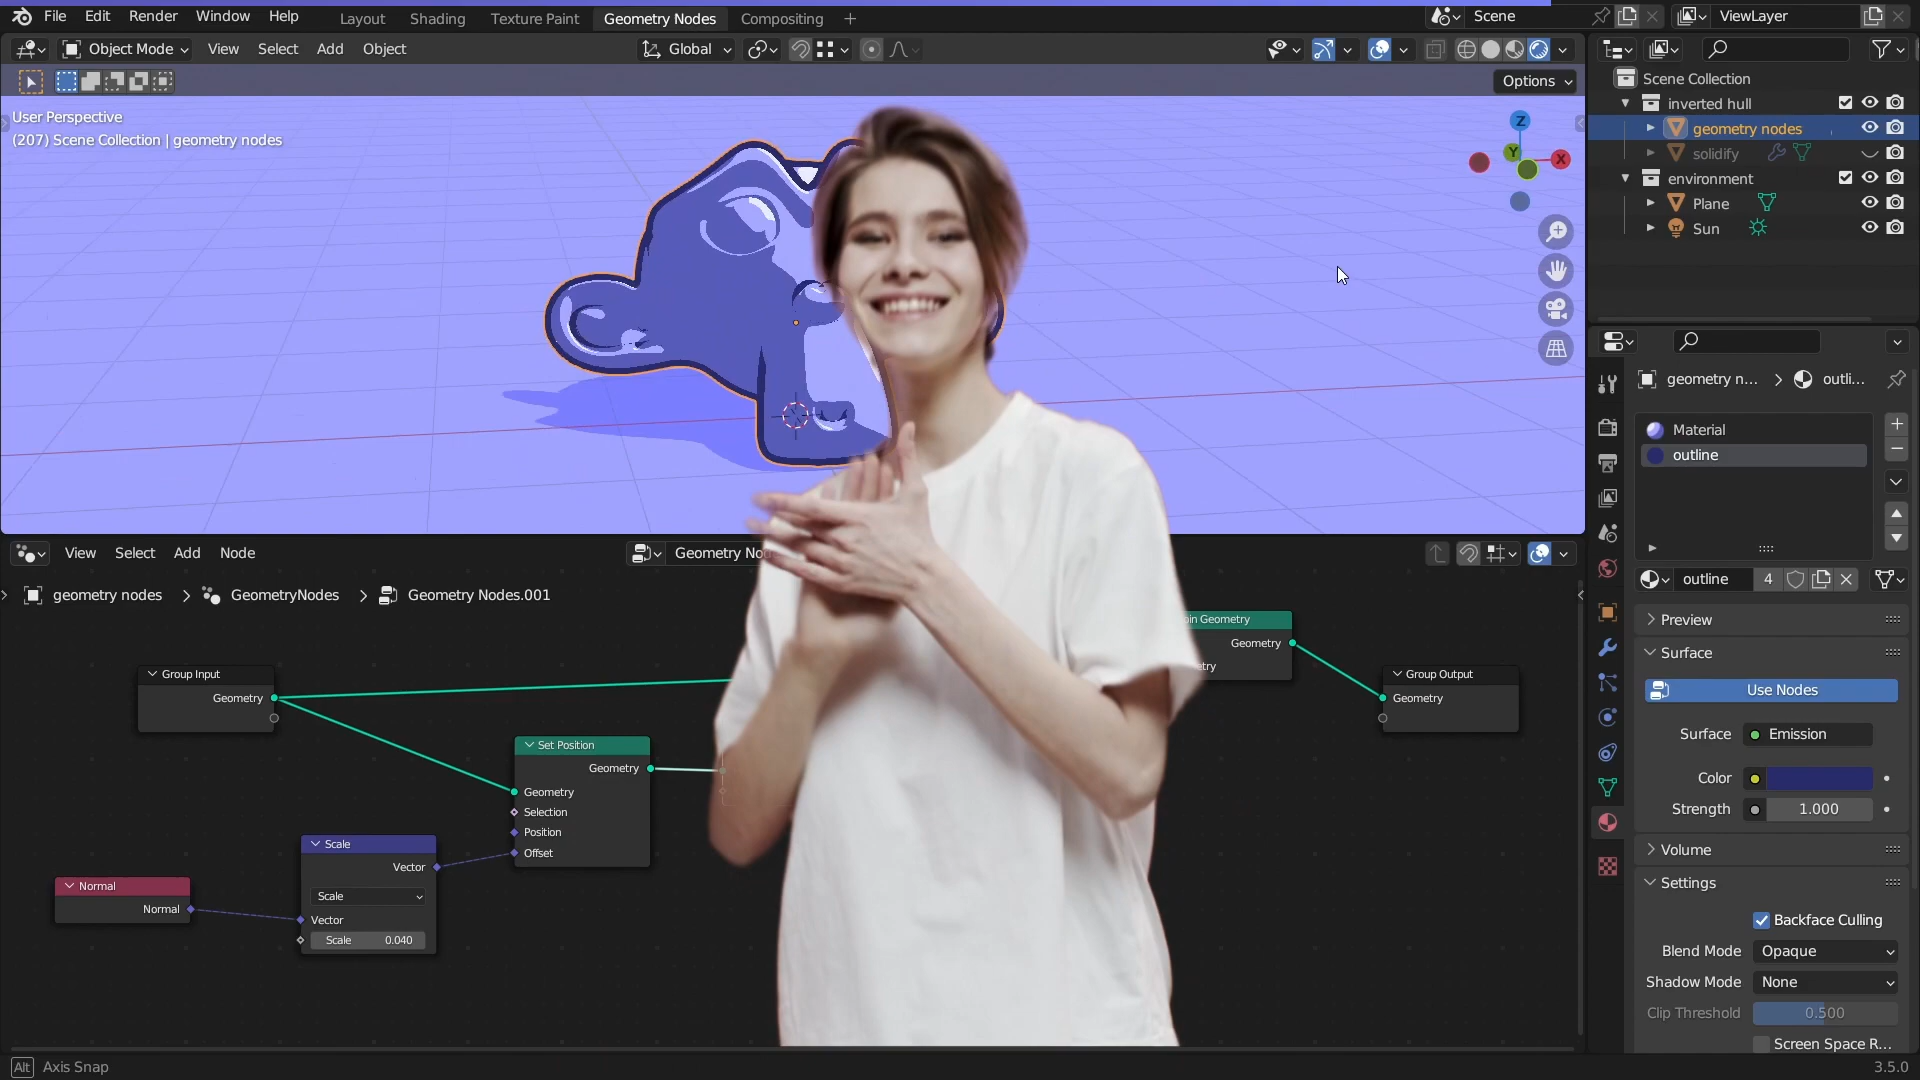 File Edit Render Window Help Layout Shading Texture Paint Geometry Nodes Compositing + Scene ViewLayer
Object Mode View Select Add Object Global
Options
User Perspective
(207) Scene Collection | geometry nodes
Z
Y
X
Scene Collection
inverted hull
geometry nodes
solidify
environment
Plane
Sun
geometry n... outli...
Material
outline
outline 4
Preview
Surface
Use Nodes
Surface Emission
Color
Strength 1.000
Volume
Settings
Backface Culling
Blend Mode Opaque
Shadow Mode None
Clip Threshold 0.500
Screen Space R...
View Select Add Node Geometry
geometry nodes GeometryNodes Geometry Nodes.001
Group Input
Geometry
Set Position
Geometry
Geometry
Selection
Position
Offset
Scale
Vector
Scale
Vector
Scale 0.040
Normal
Normal
Geometry
Geometry
Group Output
Geometry
Alt Axis Snap
3.5.0